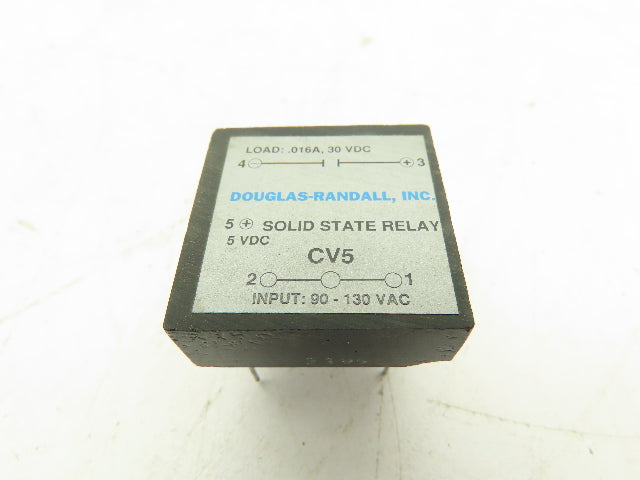 LOAD: .016A, 30 VDC
4 - + 3
DOUGLAS-RANDALL, INC.
5 + SOLID STATE RELAY
5 VDC
CV5
2 1
INPUT: 90 - 130 VAC